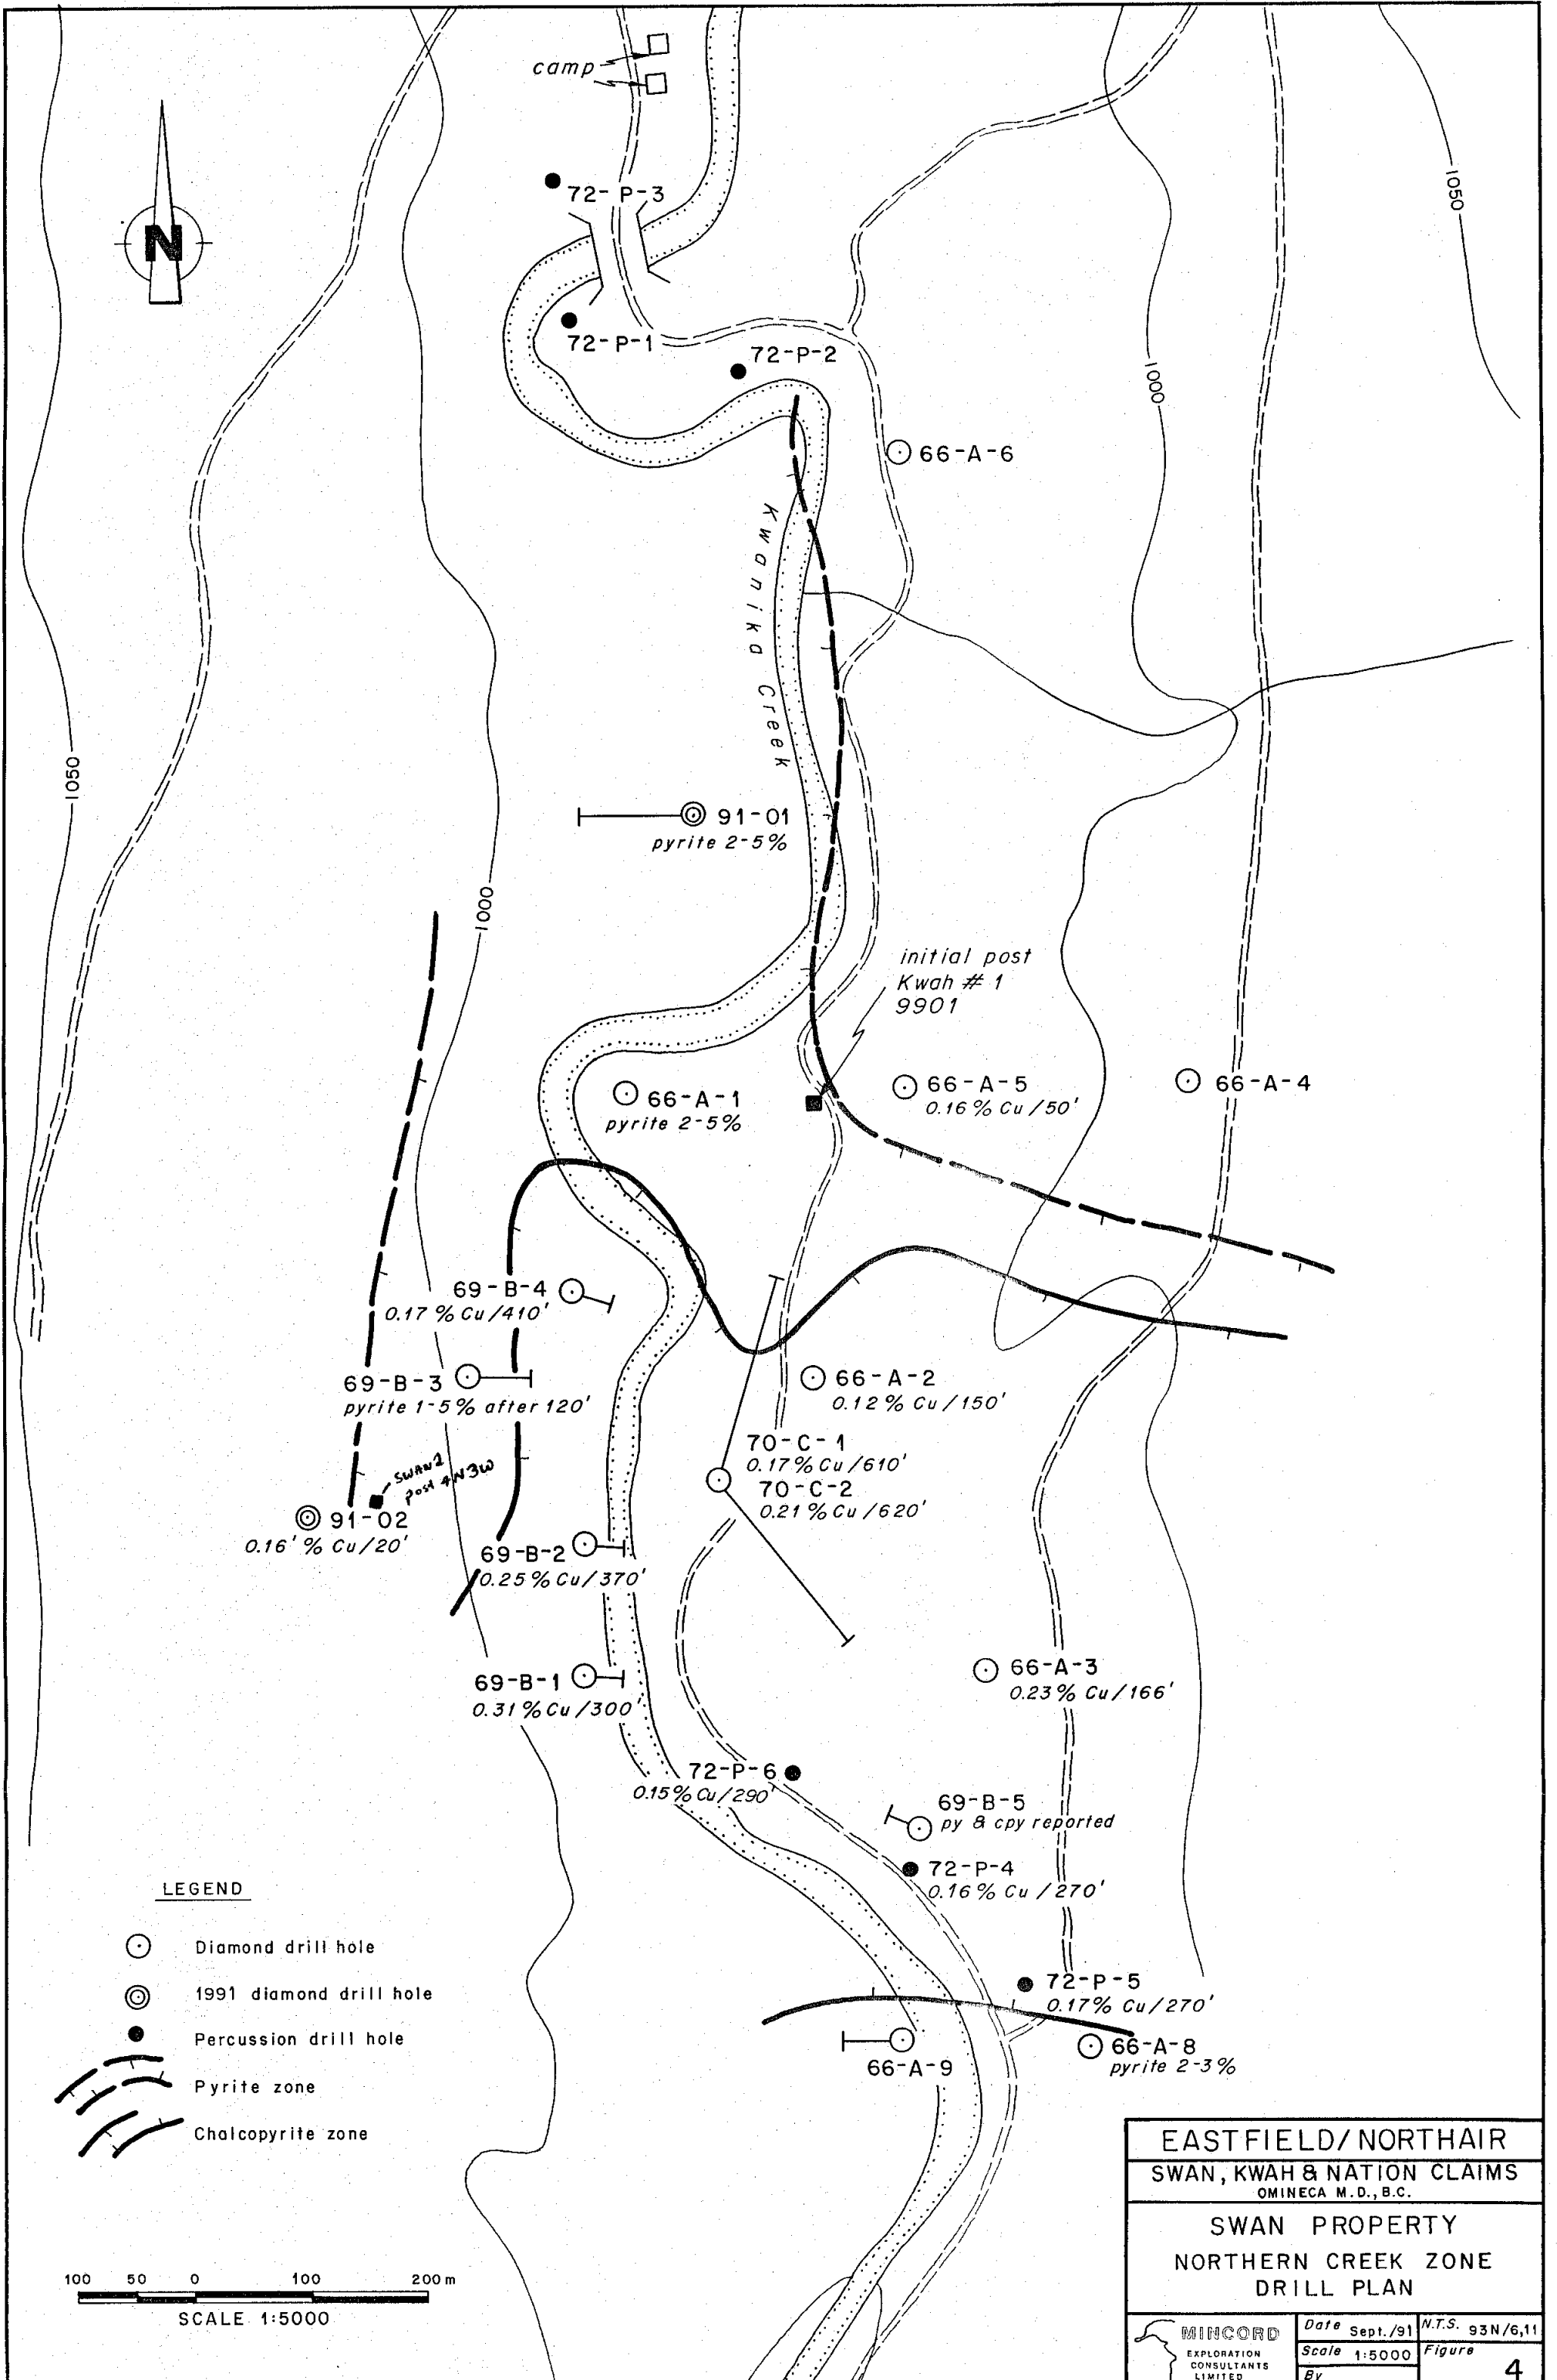 camp
N
72-P-3
72-P-1
72-P-2
66-A-6
1050
1000
Kwanika Creek
1050
91-01
pyrite 2-5%
1000
initial post
Kwah # 1
9901
66-A-1
pyrite 2-5%
66-A-5
0.16% Cu/50'
66-A-4
69-B-4
0.17% Cu/410'
69-B-3
pyrite 1-5% after 120'
66-A-2
0.12% Cu/150'
70-C-1
0.17% Cu/610'
70-C-2
0.21% Cu/620'
SWAN 2
post 4N3W
91-02
0.16'% Cu/20'
69-B-2
0.25% Cu/370'
69-B-1
0.31% Cu/300'
66-A-3
0.23% Cu/166'
72-P-6
0.15% Cu/290'
69-B-5
py & cpy reported
72-P-4
0.16% Cu/270'
72-P-5
0.17% Cu/270'
66-A-9
66-A-8
pyrite 2-3%
LEGEND
Diamond drill hole
1991 diamond drill hole
Percussion drill hole
Pyrite zone
Chalcopyrite zone
100 50 0 100 200 m
SCALE 1:5000
EASTFIELD/NORTHAIR
SWAN, KWAH & NATION CLAIMS
OMINECA M.D., B.C.
SWAN PROPERTY
NORTHERN CREEK ZONE
DRILL PLAN
MINCORD
EXPLORATION
CONSULTANTS
LIMITED
Date Sept./91
N.T.S. 93N/6,11
Scale 1:5000
Figure
4
By